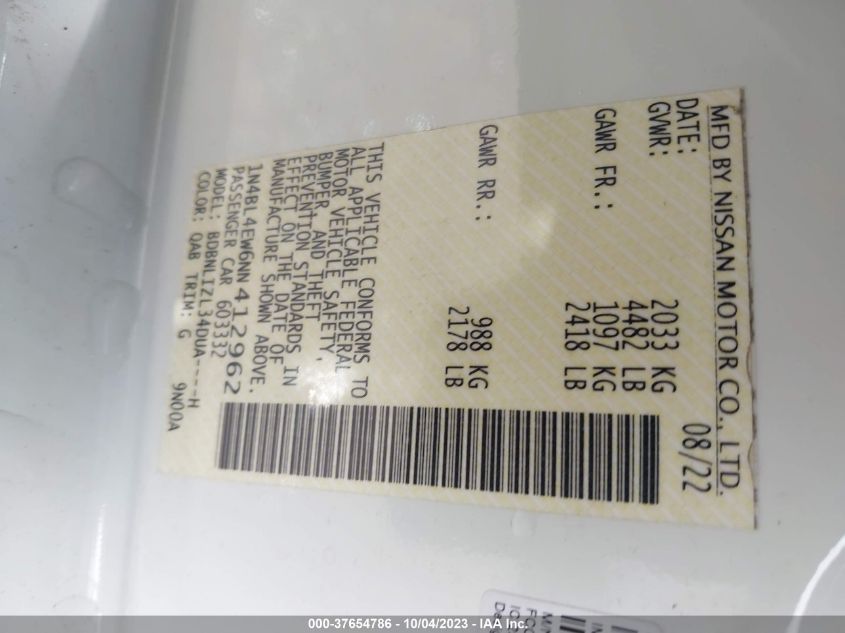 MFD BY NISSAN MOTOR CO., LTD.
DATE: 08/22
GVWR: 2033 KG
4482 LB
GAWR FR.: 1097 KG
2418 LB
GAWR RR.: 988 KG
2178 LB
THIS VEHICLE CONFORMS TO
ALL APPLICABLE FEDERAL
MOTOR VEHICLE SAFETY,
BUMPER, AND THEFT
PREVENTION STANDARDS IN
EFFECT ON THE DATE OF
MANUFACTURE SHOWN ABOVE.
1N4BL4EW6NN412962
PASSENGER CAR 603332
MODEL: BDBNLTZL34DUA----H
COLOR: QAB TRIM: G 9N00A
000-37654786 - 10/04/2023 - IAA Inc.